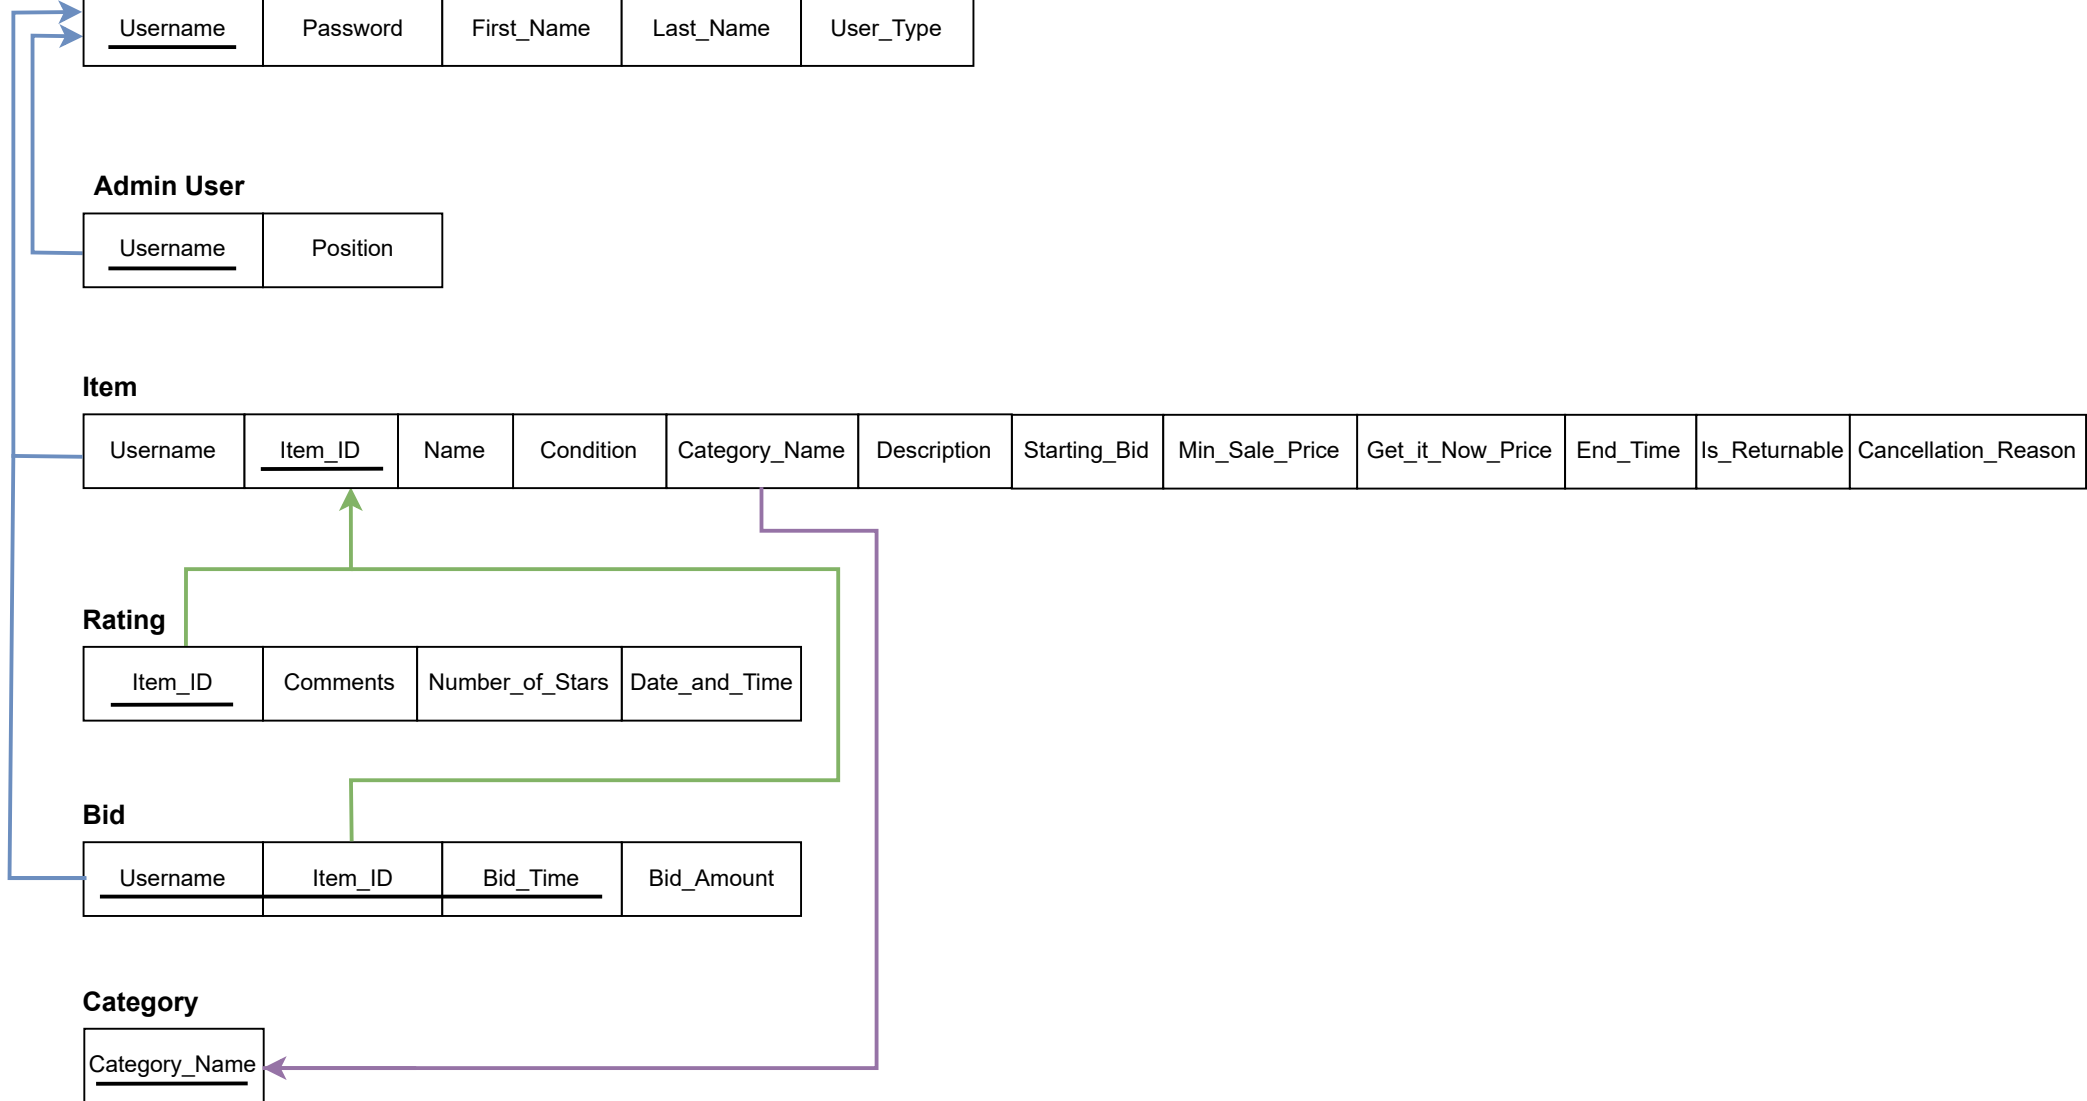 Username Password First_Name Last_Name User_Type
Admin User
Username Position
Item
Username Item_ID Name Condition Category_Name Description Starting_Bid Min_Sale_Price Get_it_Now_Price End_Time Is_Returnable Cancellation_Reason
Rating
Item_ID Comments Number_of_Stars Date_and_Time
Bid
Username Item_ID Bid_Time Bid_Amount
Category
Category_Name